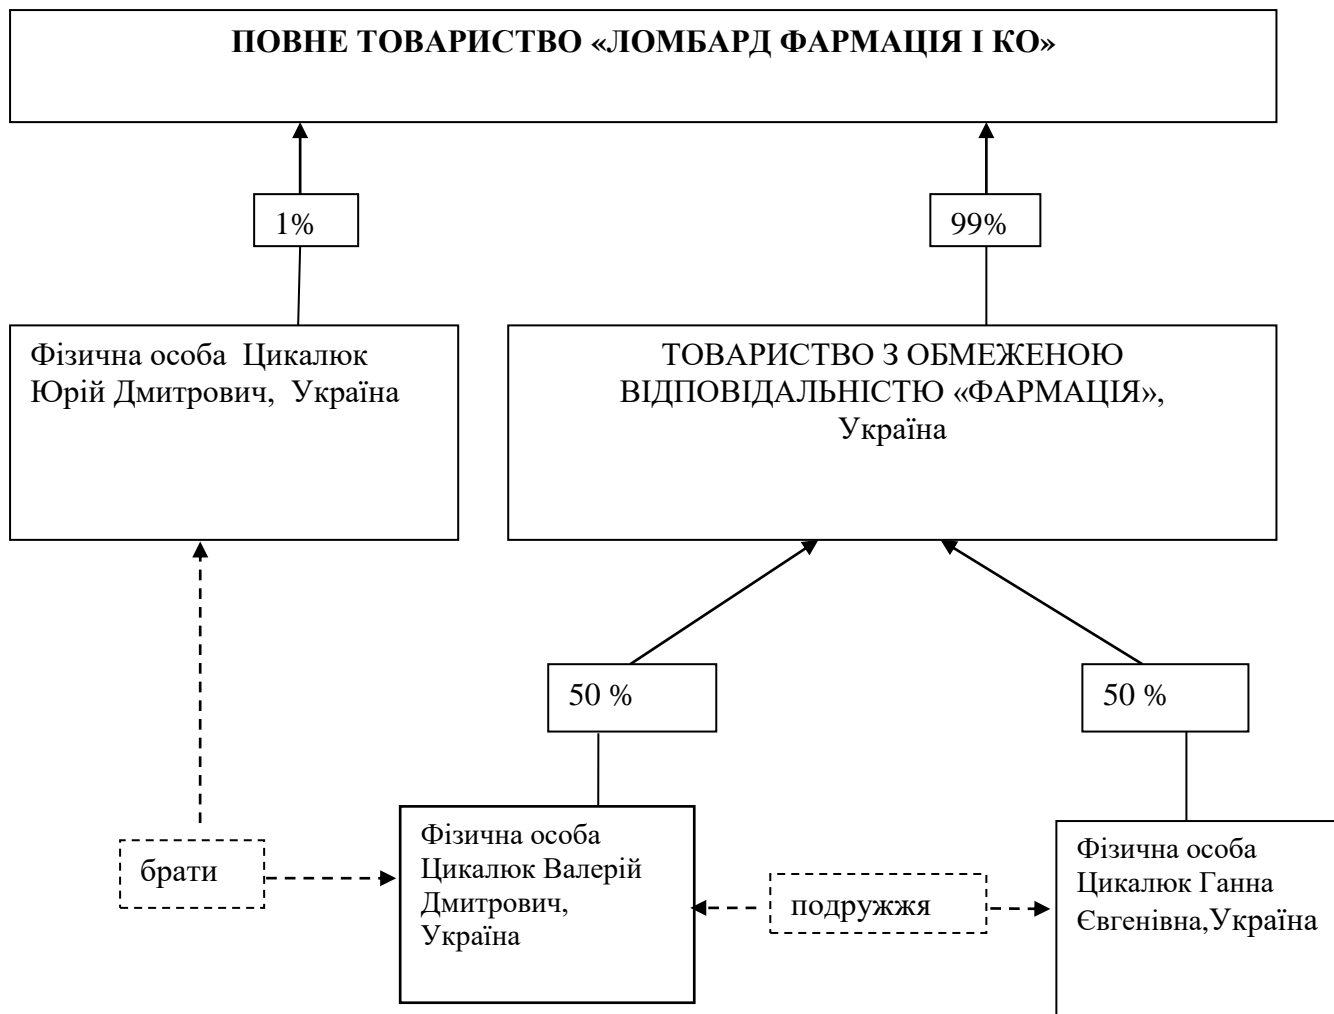 ПОВНЕ ТОВАРИСТВО «ЛОМБАРД ФАРМАЦІЯ І КО»
1%
99%
Фізична особа Цикалюк
Юрій Дмитрович, Україна
ТОВАРИСТВО З ОБМЕЖЕНОЮ
ВІДПОВІДАЛЬНІСТЮ «ФАРМАЦІЯ»,
Україна
50 %
50 %
брати
Фізична особа
Цикалюк Валерій
Дмитрович,
Україна
подружжя
Фізична особа
Цикалюк Ганна
Євгенівна,Україна